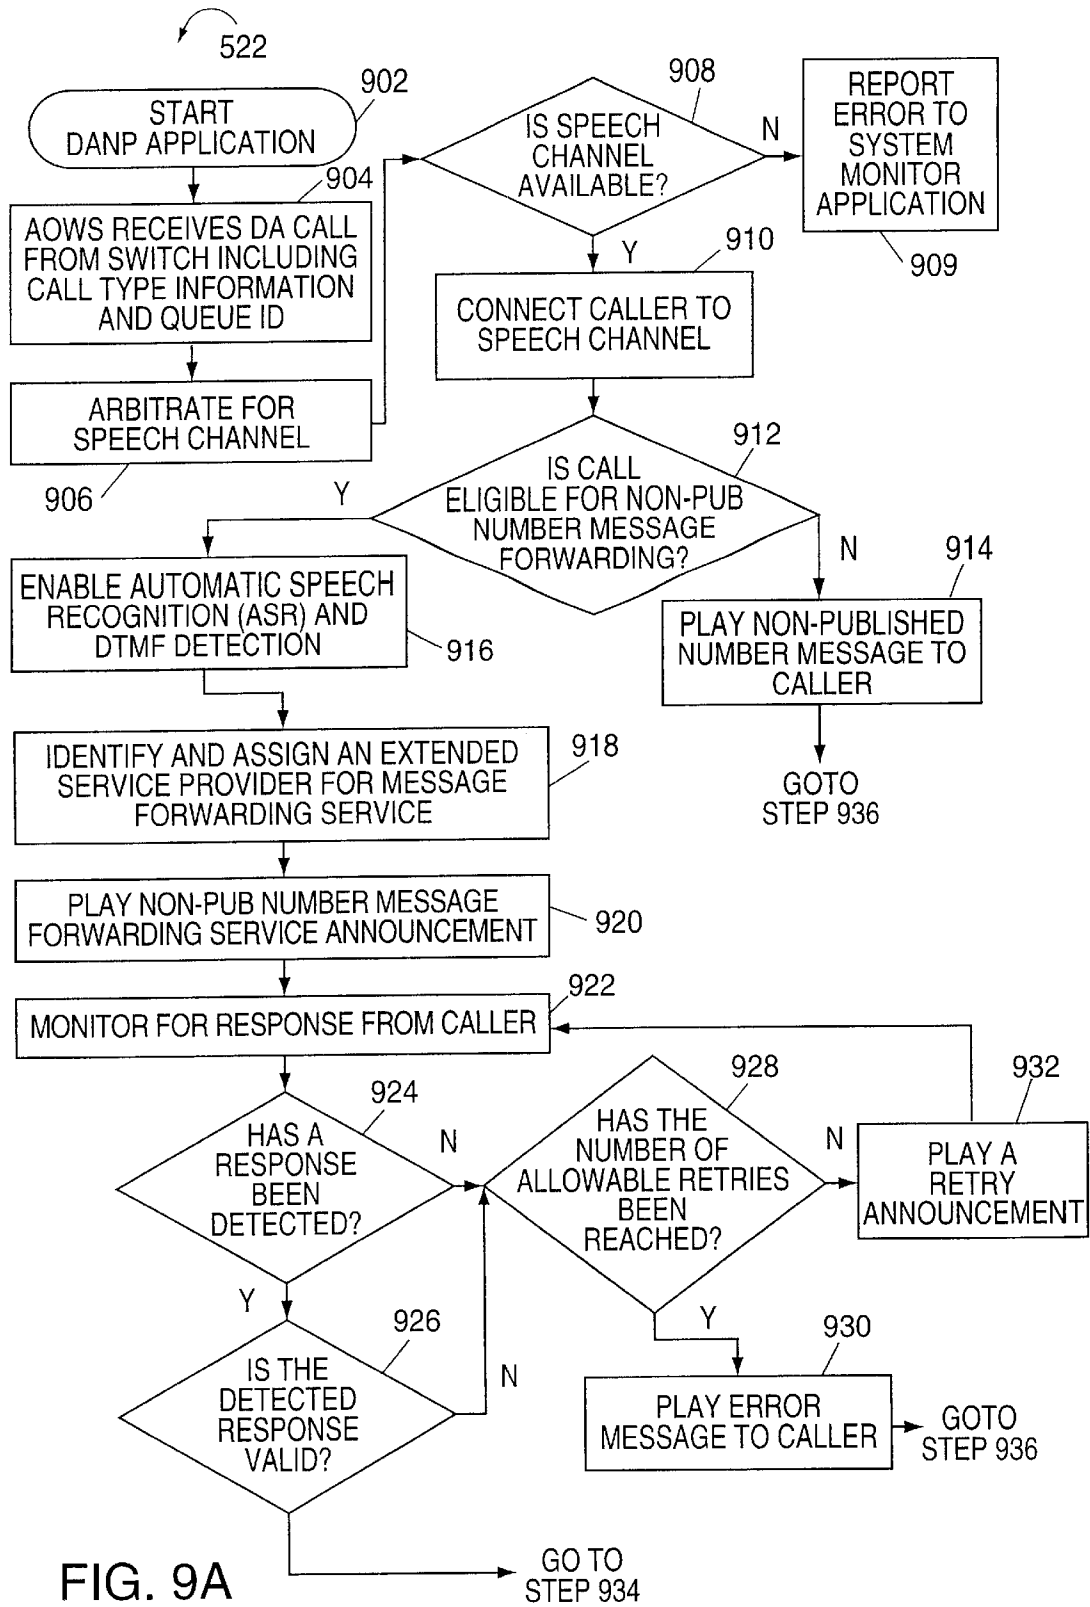 522
START
DANP APPLICATION
902
904
AOWS RECEIVES DA CALL
FROM SWITCH INCLUDING
CALL TYPE INFORMATION
AND QUEUE ID
ARBITRATE FOR
SPEECH CHANNEL
906
908
IS SPEECH
CHANNEL
AVAILABLE?
N
REPORT
ERROR TO
SYSTEM
MONITOR
APPLICATION
909
Y
910
CONNECT CALLER TO
SPEECH CHANNEL
912
IS CALL
ELIGIBLE FOR NON-PUB
NUMBER MESSAGE
FORWARDING?
Y
N
914
PLAY NON-PUBLISHED
NUMBER MESSAGE TO
CALLER
GOTO
STEP 936
ENABLE AUTOMATIC SPEECH
RECOGNITION (ASR) AND
DTMF DETECTION
916
IDENTIFY AND ASSIGN AN EXTENDED
SERVICE PROVIDER FOR MESSAGE
FORWARDING SERVICE
918
PLAY NON-PUB NUMBER MESSAGE
FORWARDING SERVICE ANNOUNCEMENT
920
922
MONITOR FOR RESPONSE FROM CALLER
924
HAS A
RESPONSE
BEEN
DETECTED?
N
928
HAS THE
NUMBER OF
ALLOWABLE RETRIES
BEEN
REACHED?
N
932
PLAY A
RETRY
ANNOUNCEMENT
Y
926
IS THE
DETECTED
RESPONSE
VALID?
N
Y
930
PLAY ERROR
MESSAGE TO CALLER
GOTO
STEP 936
GO TO
STEP 934
FIG. 9A